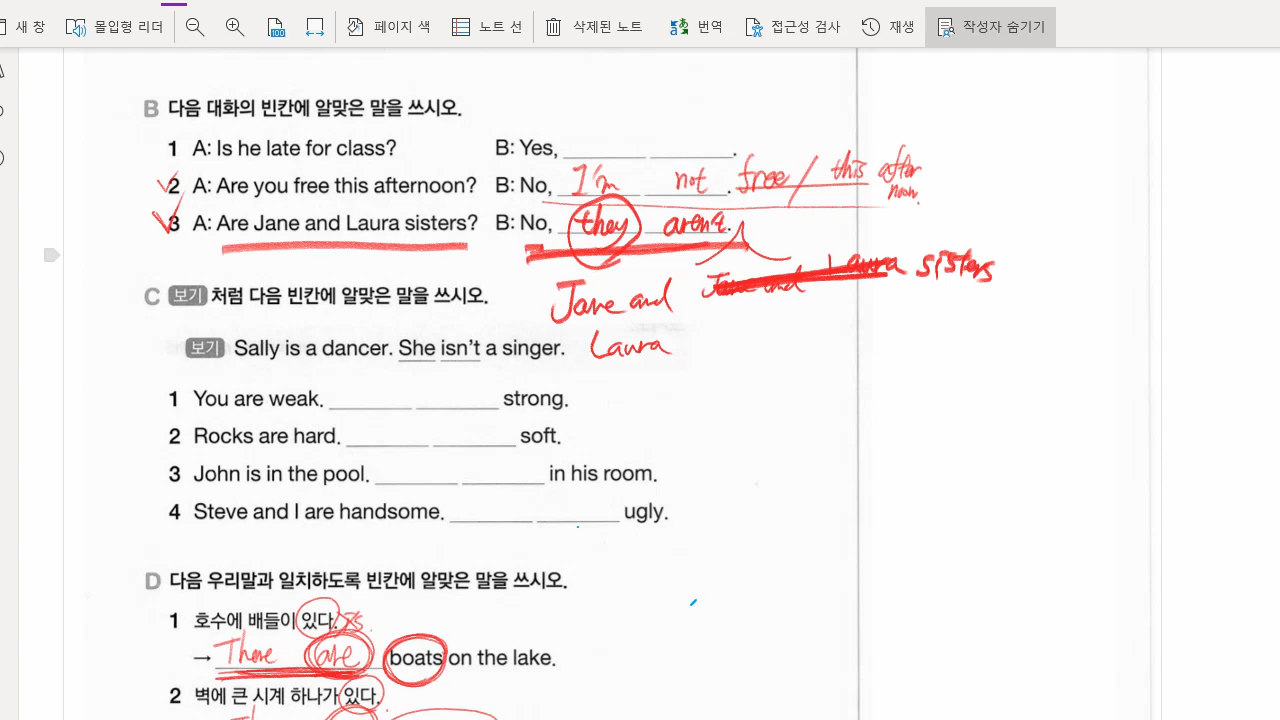 새 창 몰입형 리더 페이지 색 노트 선 삭제된 노트 번역 접근성 검사 재생 작성자 숨기기
B 다음 대화의 빈칸에 알맞은 말을 쓰시오.
1 A: Is he late for class? B: Yes, ________ ________.
2 A: Are you free this afternoon? B: No, I'm not free / this after
noon.
3 A: Are Jane and Laura sisters? B: No, they aren't.
Jane and Laura sisters
Jane and
Laura
C 보기 처럼 다음 빈칸에 알맞은 말을 쓰시오.
보기 Sally is a dancer. She isn't a singer.
1 You are weak. ________ ________ strong.
2 Rocks are hard. ________ ________ soft.
3 John is in the pool. ________ ________ in his room.
4 Steve and I are handsome. ________ ________ ugly.
D 다음 우리말과 일치하도록 빈칸에 알맞은 말을 쓰시오.
1 호수에 배들이 있다.
→ There are boats on the lake.
2 벽에 큰 시계 하나가 있다.